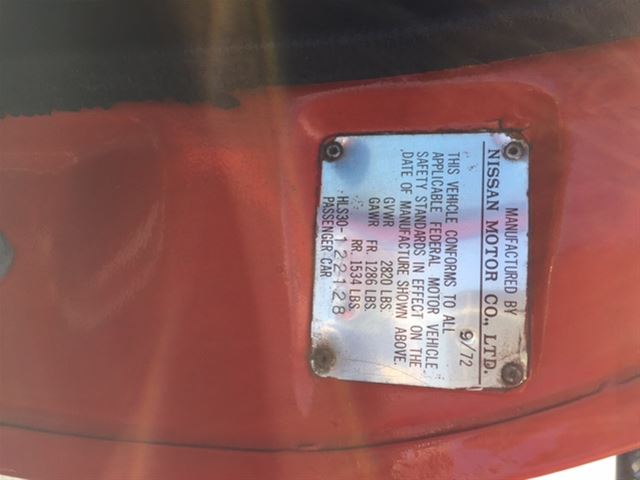 MANUFACTURED BY
NISSAN MOTOR CO., LTD.
9/72
THIS VEHICLE CONFORMS TO ALL
APPLICABLE FEDERAL MOTOR VEHICLE
SAFETY STANDARDS IN EFFECT ON THE
DATE OF MANUFACTURE SHOWN ABOVE.
GVWR 2820 LBS.
GAWR FR. 1286 LBS.
RR. 1534 LBS.
HLS30-122128
PASSENGER CAR